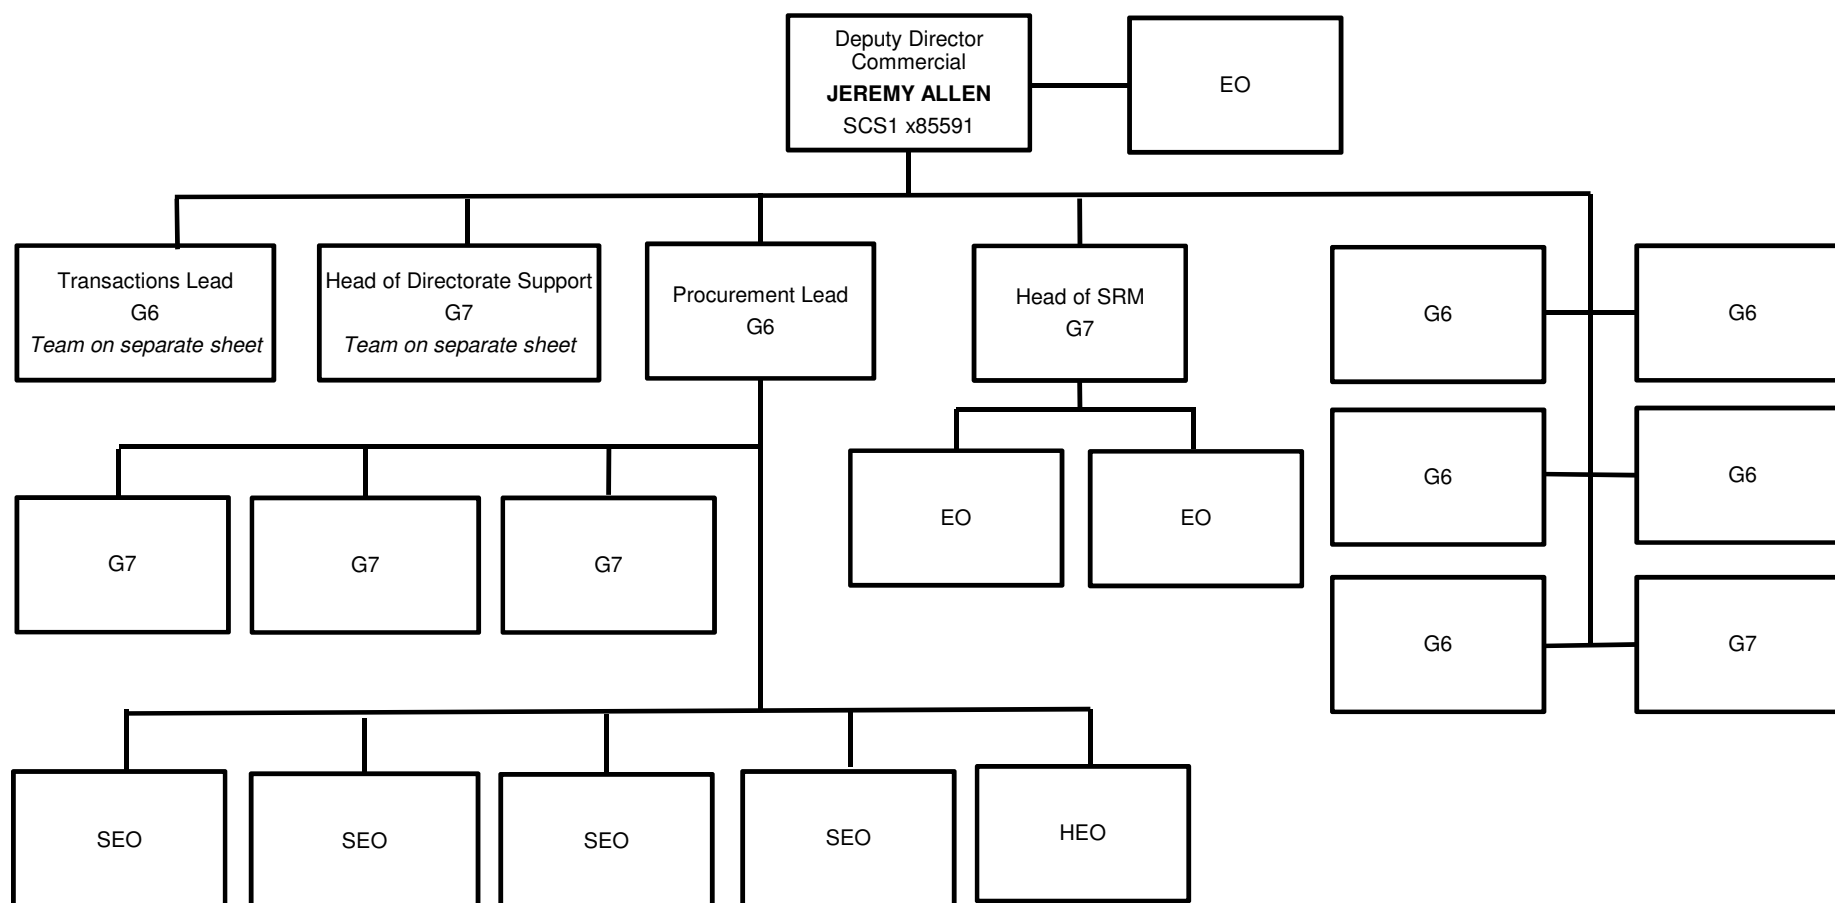 Deputy Director
Commercial
JEREMY ALLEN
SCS1 x85591
EO
Transactions Lead
G6
Team on separate sheet
Head of Directorate Support
G7
Team on separate sheet
Procurement Lead
G6
Head of SRM
G7
G6
G6
G6
G6
G6
G7
EO
EO
G7
G7
G7
SEO
SEO
SEO
SEO
HEO